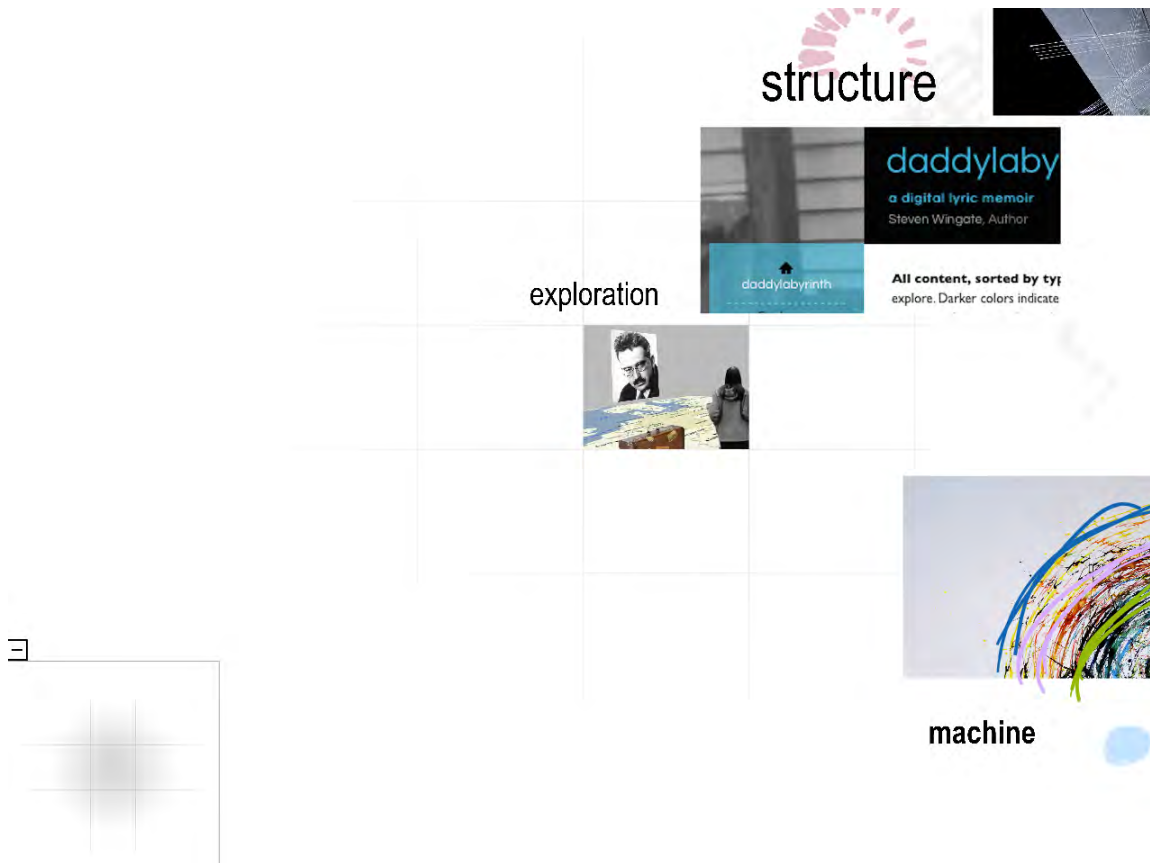 structure
daddylaby
a digital lyric memoir
Steven Wingate, Author
daddylabyrinth
All content, sorted by typ
explore. Darker colors indicate
exploration
machine